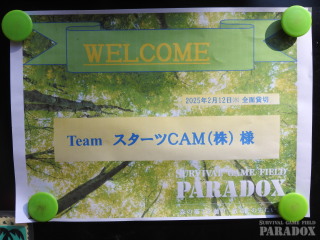 WELCOME
2025年2月12日㈬ 全面貸切
Team スターツCAM(株) 様
SURVIVAL GAME FIELD
PARADOX
SURVIVAL GAME FIELD
PARADOX